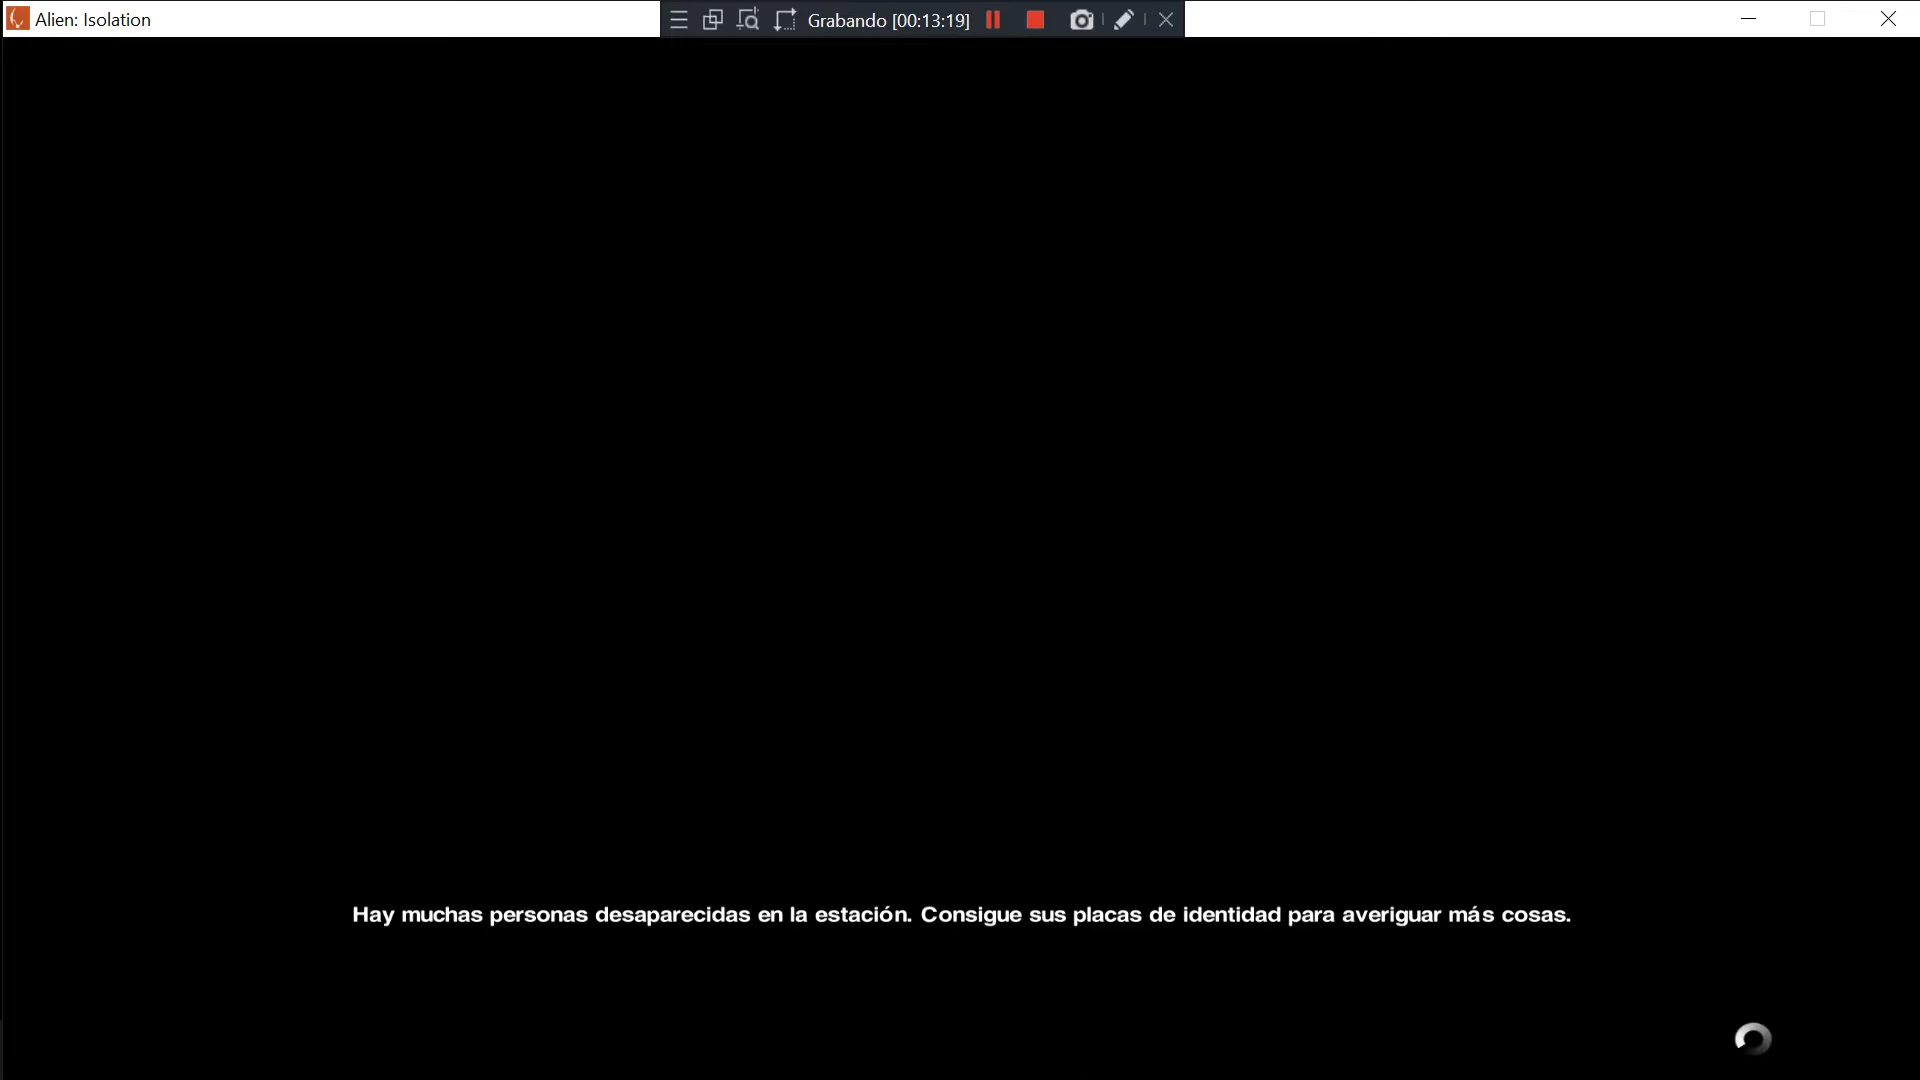 Alien: Isolation
Grabando [00:13:19]
Hay muchas personas desaparecidas en la estación. Consigue sus placas de identidad para averiguar más cosas.